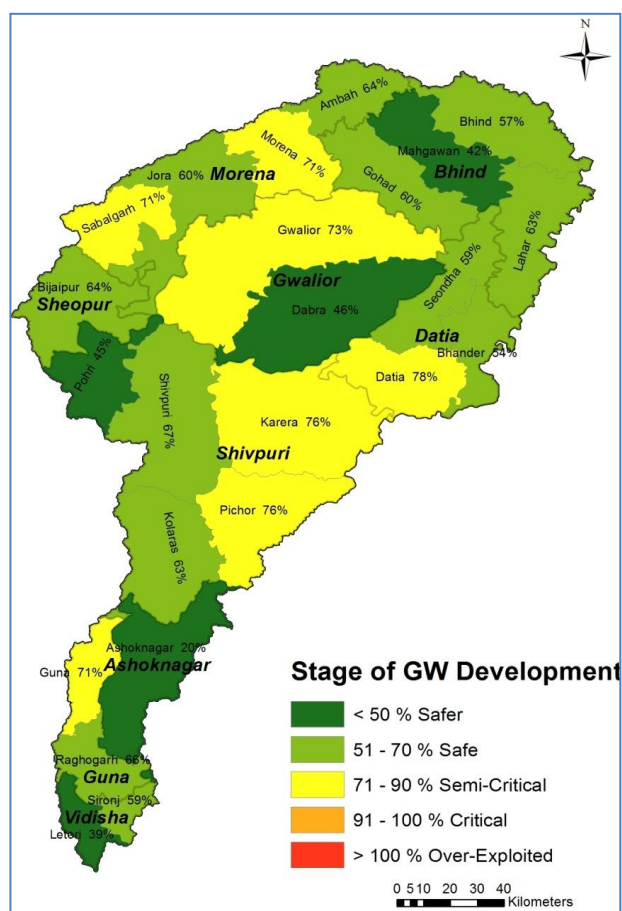 N
Ambah 64%
Bhind 57%
Morena 71%
Mahgawan 42%
Jora 60%
Morena
Gohad 60%
Bhind
Sabalgarh 71%
Gwalior 73%
Lahar 63%
Seondha 59%
Bijaipur 64%
Sheopur
Gwalior
Dabra 46%
Datia
Bhander 54%
Pohri 45%
Datia 78%
Shivpuri 67%
Karera 76%
Shivpuri
Pichor 76%
Kolaras 63%
Ashoknagar 20%
Ashoknagar
Guna 71%
Raghogarh 66%
Guna
Sironj 59%
Vidisha
Leteri 39%
Stage of GW Development
< 50 % Safer
51 - 70 % Safe
71 - 90 % Semi-Critical
91 - 100 % Critical
> 100 % Over-Exploited
0 5 10 20 30 40
Kilometers